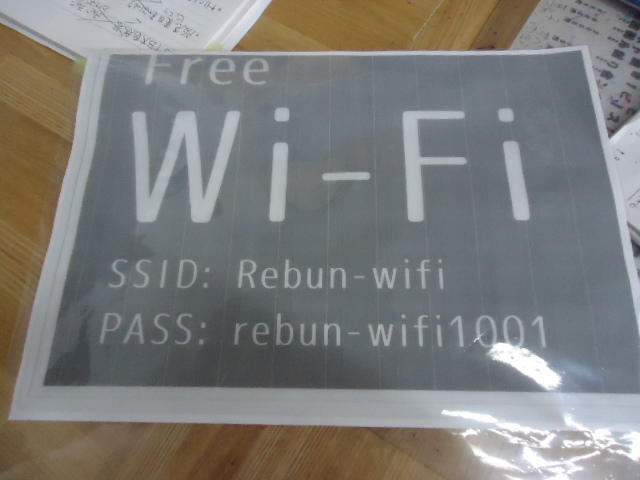 Free
Wi-Fi
SSID: Rebun-wifi
PASS: rebun-wifi1001